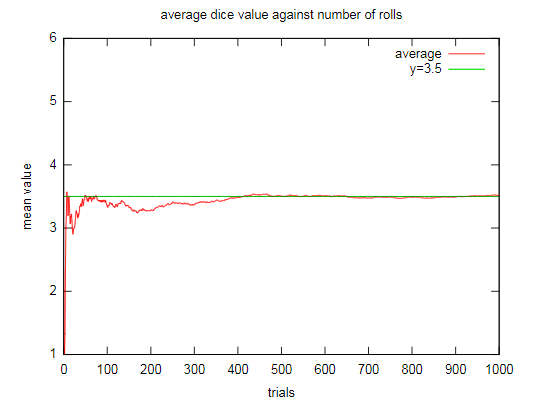 average dice value against number of rolls
average
y=3.5
6
5
4
3
2
1
mean value
0 100 200 300 400 500 600 700 800 900 1000
trials